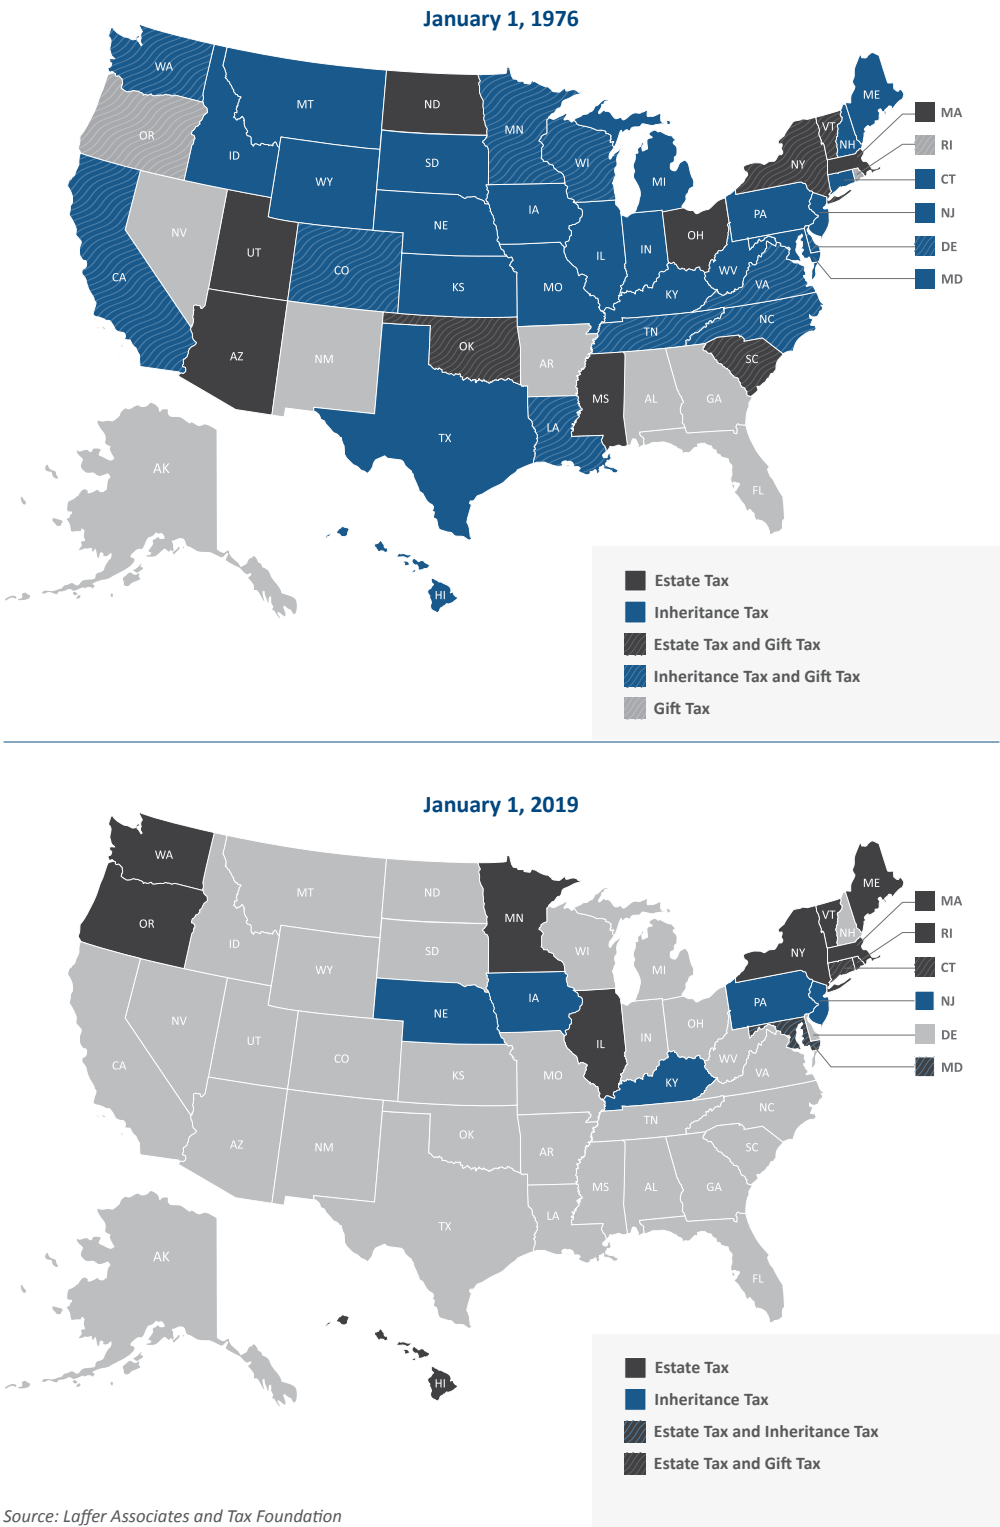 January 1, 1976
WA
MT
ND
OR
ID
MN
SD
WY
WI
MI
ME
VT
NH
NY
MA
RI
CT
NJ
DE
MD
NV
UT
CA
CO
NE
IA
KS
MO
IL
IN
OH
PA
WV
VA
KY
NC
TN
AZ
NM
OK
AR
SC
TX
LA
MS
AL
GA
FL
AK
HI
Estate Tax
Inheritance Tax
Estate Tax and Gift Tax
Inheritance Tax and Gift Tax
Gift Tax
January 1, 2019
WA
MT
ND
OR
ID
MN
SD
WY
WI
MI
ME
VT
NH
NY
MA
RI
CT
NJ
DE
MD
NV
UT
CA
CO
NE
IA
KS
MO
IL
IN
OH
PA
WV
VA
KY
NC
TN
AZ
NM
OK
AR
SC
TX
LA
MS
AL
GA
FL
AK
HI
Estate Tax
Inheritance Tax
Estate Tax and Inheritance Tax
Estate Tax and Gift Tax
Source: Laffer Associates and Tax Foundation